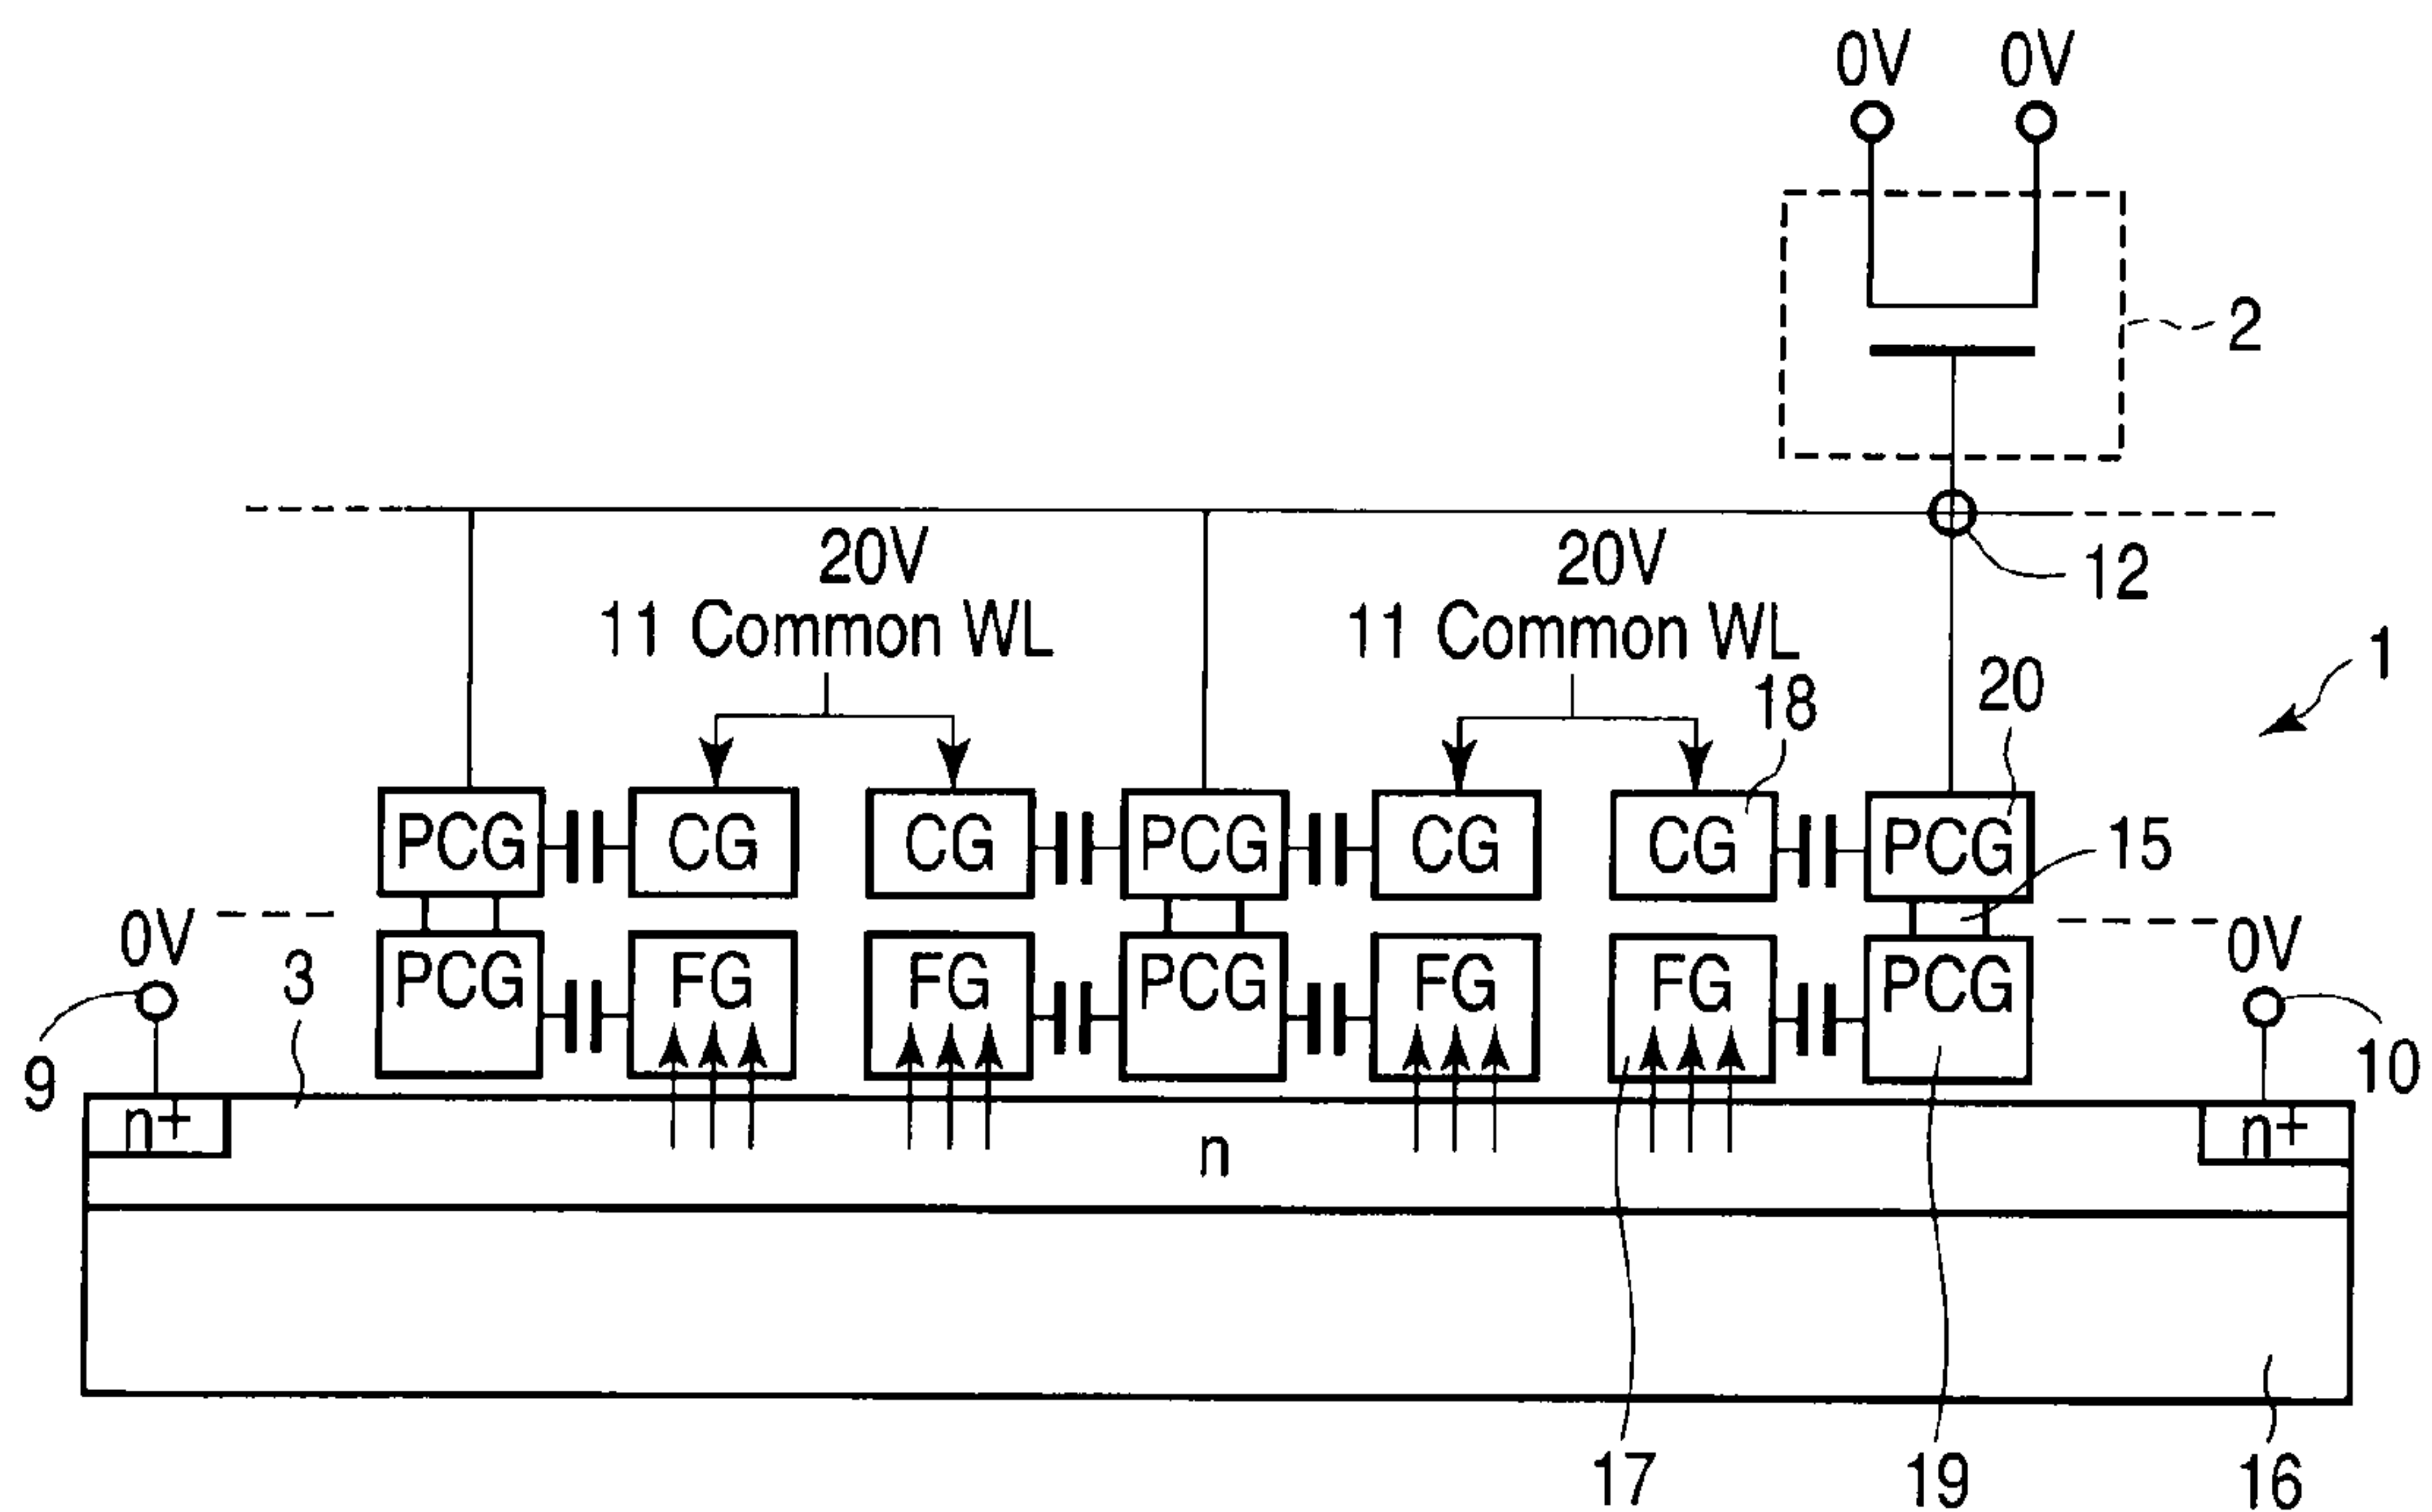 0V 0V
2
20V 20V
12
11 Common WL 11 Common WL
1
18 20
PCG CG CG PCG CG CG PCG
15
0V 0V
3
PCG FG FG PCG FG FG PCG
9 10
n+ n n+
17 19 16